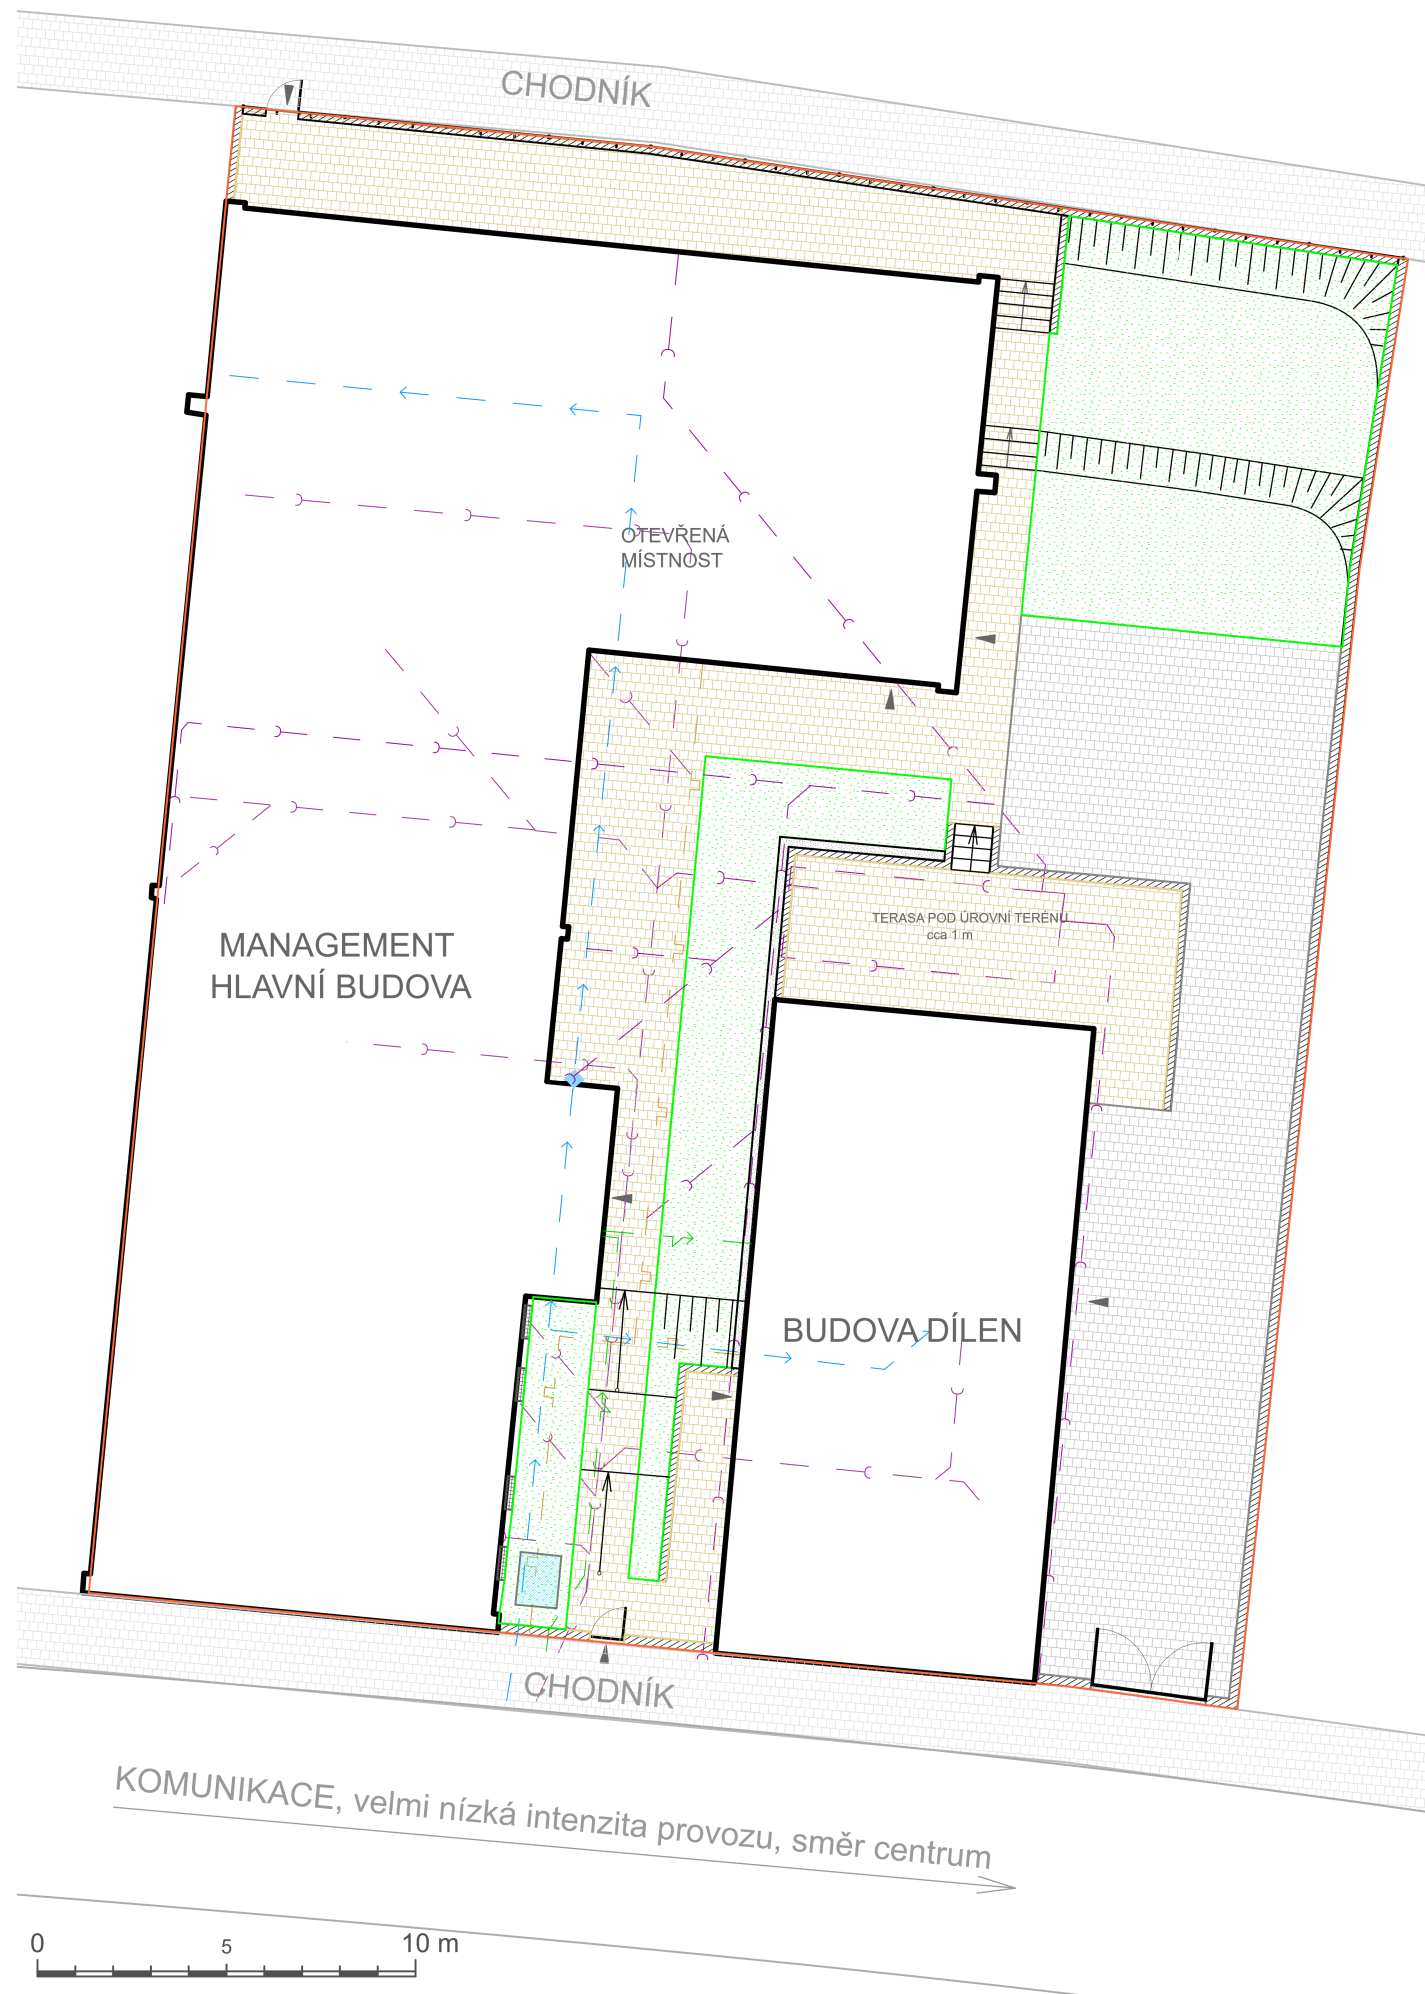 CHODNÍK
OTEVŘENÁ
MÍSTNOST
TERASA POD ÚROVNÍ TERÉNU
cca 1 m
MANAGEMENT
HLAVNÍ BUDOVA
BUDOVA DÍLEN
CHODNÍK
KOMUNIKACE, velmi nízká intenzita provozu, směr centrum
0 5 10 m